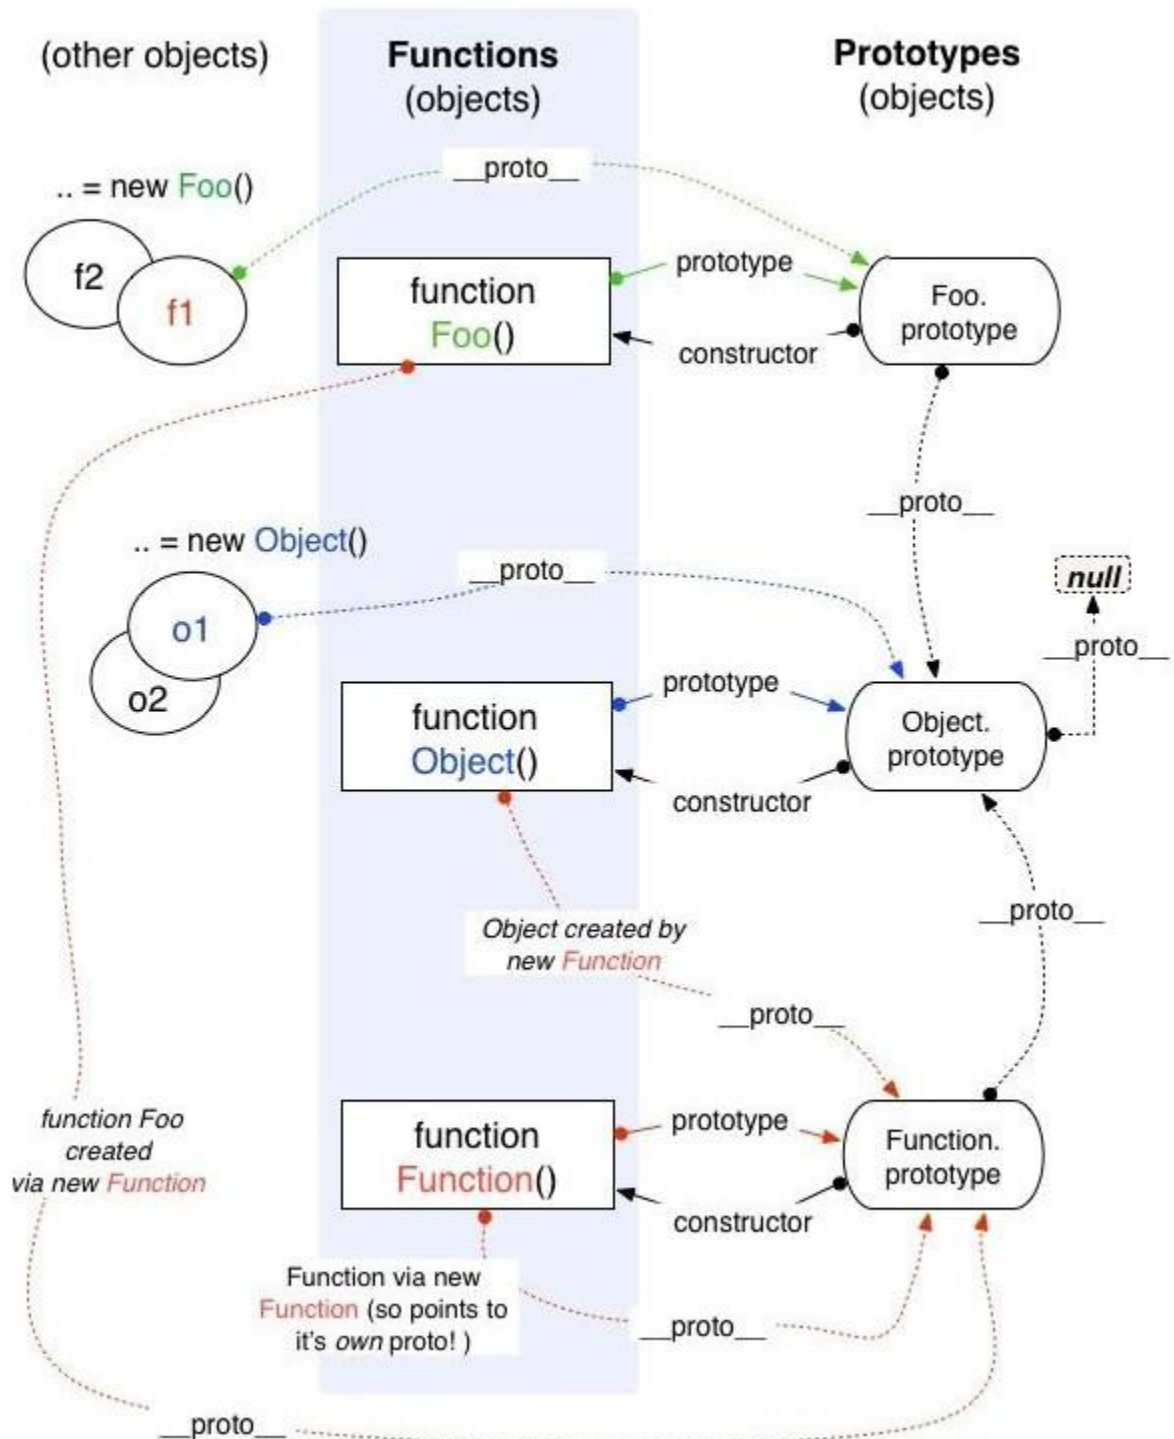 (other objects)
Functions
(objects)
Prototypes
(objects)
__proto__
.. = new Foo()
f2
f1
function
Foo()
prototype
constructor
Foo.
prototype
__proto__
.. = new Object()
__proto__
null
__proto__
o1
o2
function
Object()
prototype
constructor
Object.
prototype
Object created by
new Function
__proto__
__proto__
function Foo
created
via new Function
function
Function()
prototype
constructor
Function.
prototype
Function via new
Function (so points to
it's own proto! )
__proto__
__proto__